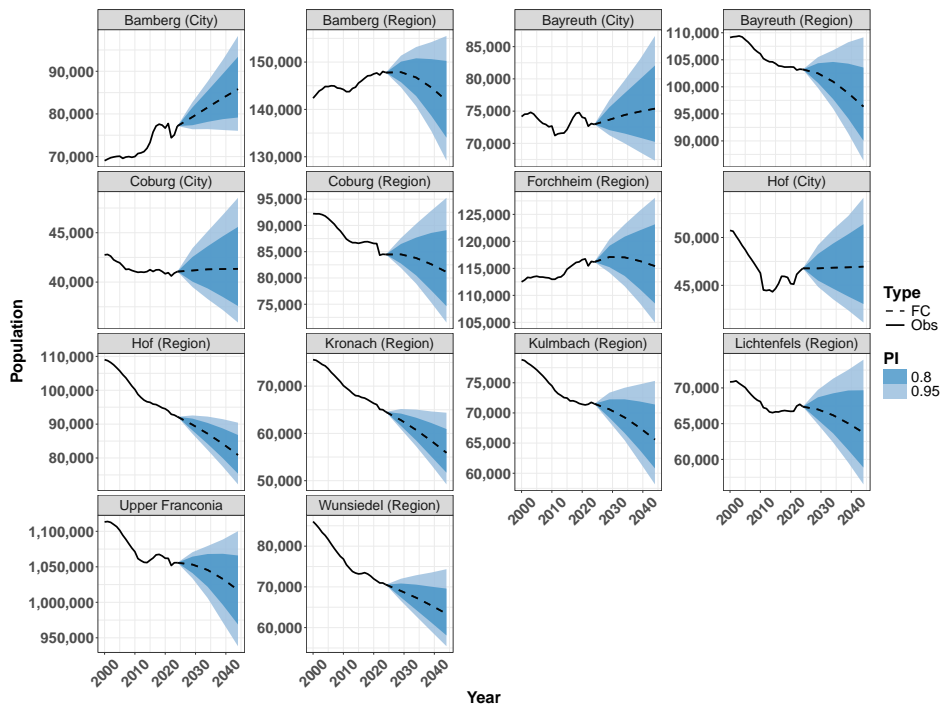 Bamberg (City)
Bamberg (Region)
Bayreuth (City)
Bayreuth (Region)
90,000
80,000
70,000
150,000
140,000
130,000
85,000
80,000
75,000
70,000
110,000
100,000
90,000
Coburg (City)
Coburg (Region)
Forchheim (Region)
Hof (City)
45,000
40,000
95,000
90,000
85,000
80,000
75,000
125,000
120,000
115,000
110,000
105,000
50,000
45,000
Hof (Region)
Kronach (Region)
Kulmbach (Region)
Lichtenfels (Region)
110,000
100,000
90,000
80,000
70,000
60,000
50,000
75,000
70,000
65,000
60,000
70,000
65,000
60,000
2000 2010 2020 2030 2040
2000 2010 2020 2030 2040
Upper Franconia
Wunsiedel (Region)
1,100,000
1,050,000
1,000,000
950,000
80,000
70,000
60,000
2000 2010 2020 2030 2040
2000 2010 2020 2030 2040
Population
Year
Type
FC
Obs
PI
0.8
0.95